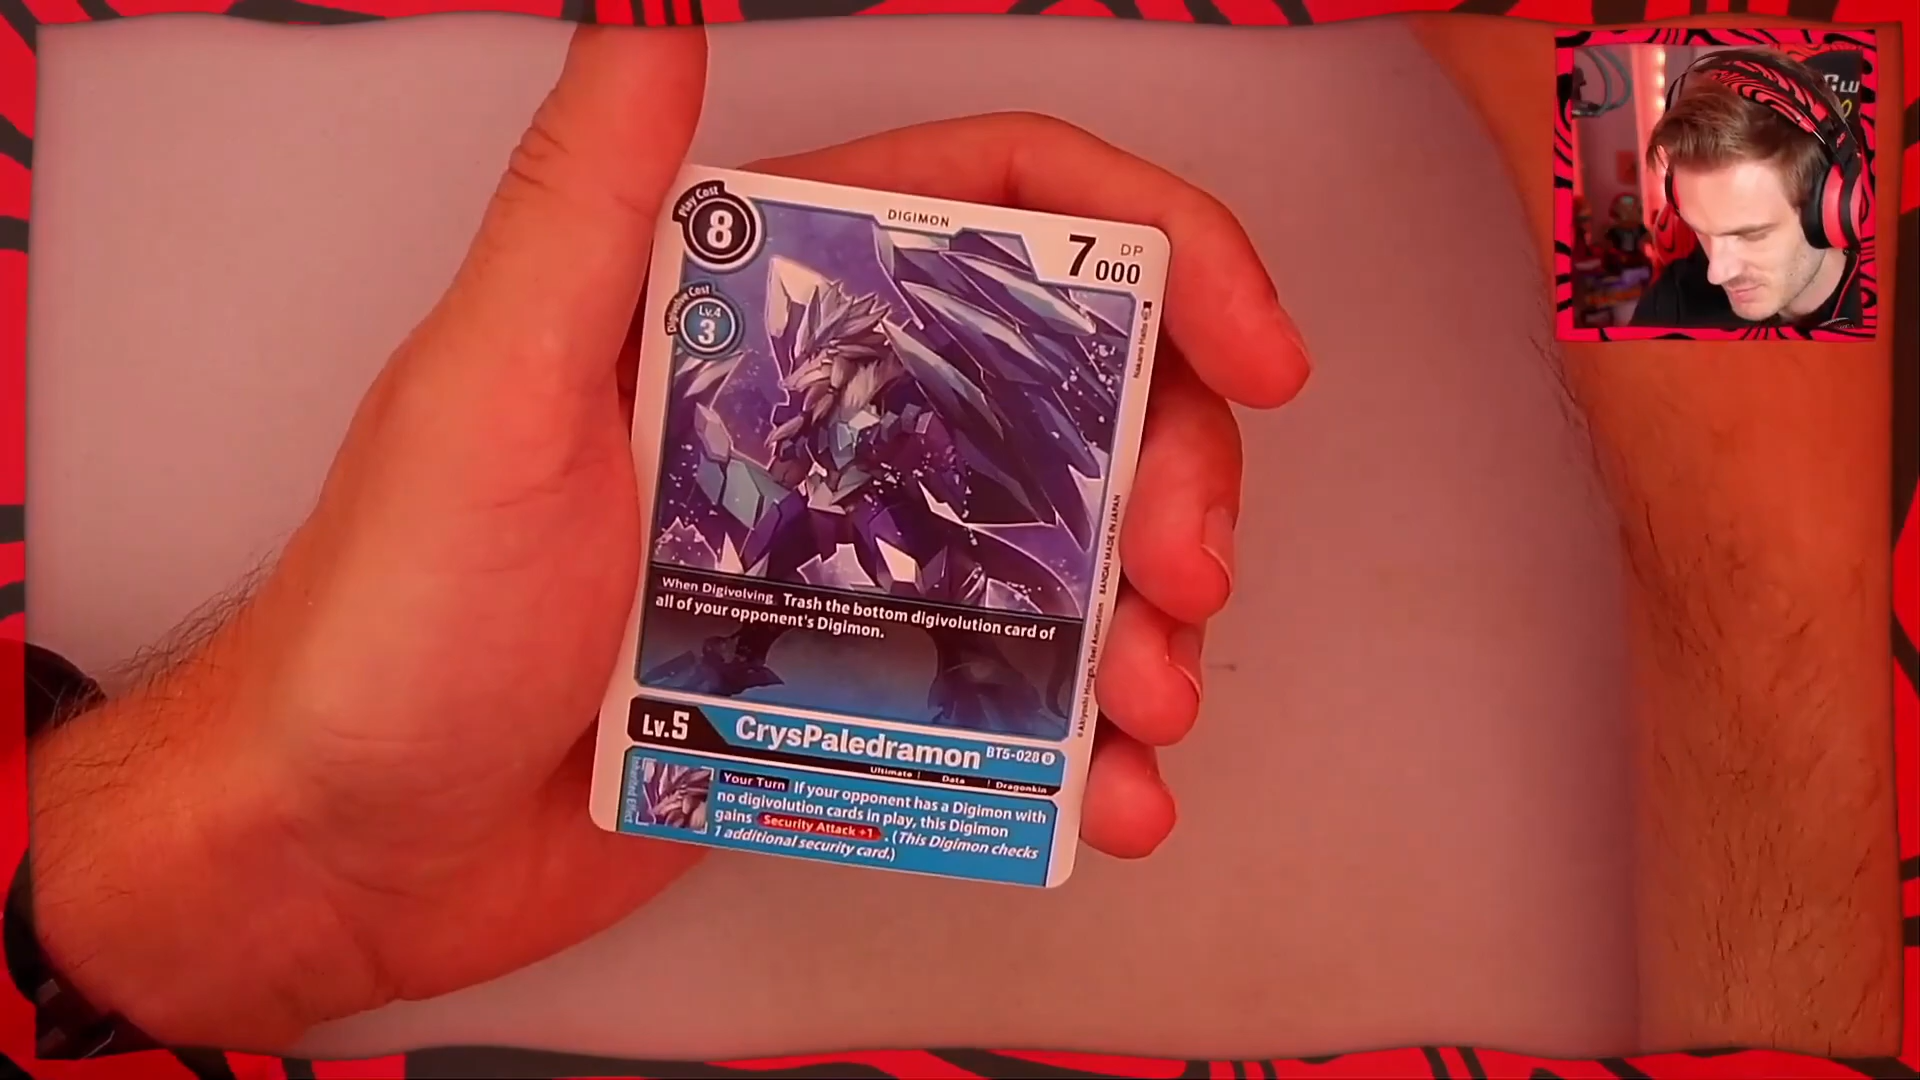 Play Cost
8
DIGIMON
DP
7000
Digivolve Cost
Lv.4
3
When Digivolving Trash the bottom digivolution card of
all of your opponent's Digimon.
BANDAI MADE IN JAPAN
Lv.5
CrysPaledramon
BT5-028 U
Ultimate | Data | Dragonkin
Inherited Effect
Your Turn If your opponent has a Digimon with
no digivolution cards in play, this Digimon
gains Security Attack +1 . (This Digimon checks
1 additional security card.)